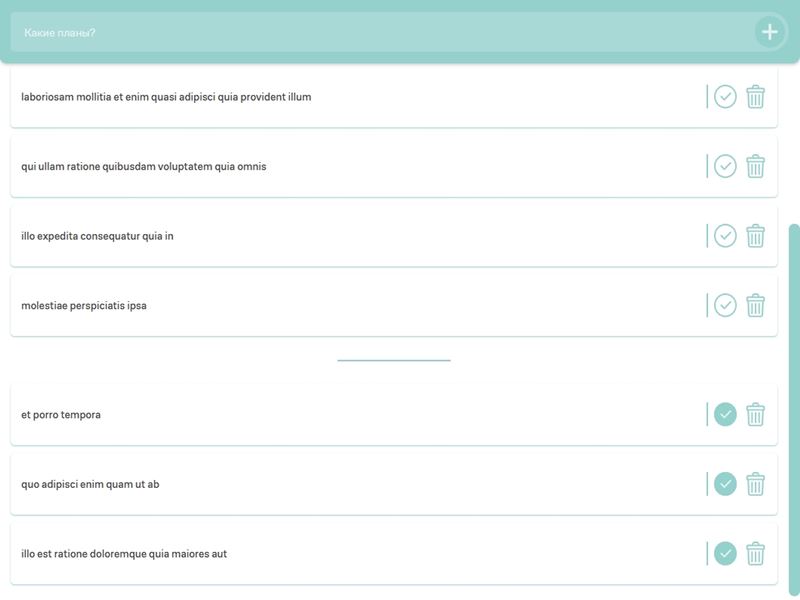 Какие планы?
laboriosam mollitia et enim quasi adipisci quia provident illum
qui ullam ratione quibusdam voluptatem quia omnis
illo expedita consequatur quia in
molestiae perspiciatis ipsa
et porro tempora
quo adipisci enim quam ut ab
illo est ratione doloremque quia maiores aut